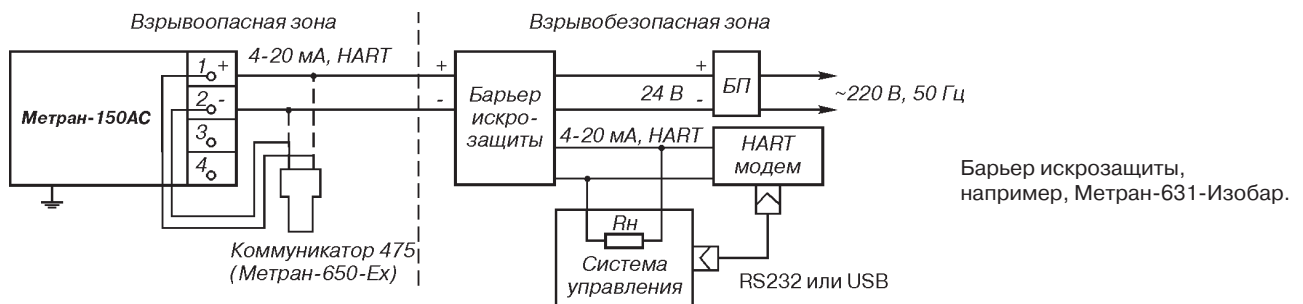 Взрывоопасная зона
Взрывобезопасная зона
4-20 мА, HART
Метран-150АС
1 +
2 -
3
4
+
-
Барьер
искро-
защиты
+
24 В -
БП
~220 В, 50 Гц
4-20 мА, HART
HART
модем
Rн
Система
управления
RS232 или USB
Коммуникатор 475
(Метран-650-Ех)
Барьер искрозащиты,
например, Метран-631-Изобар.